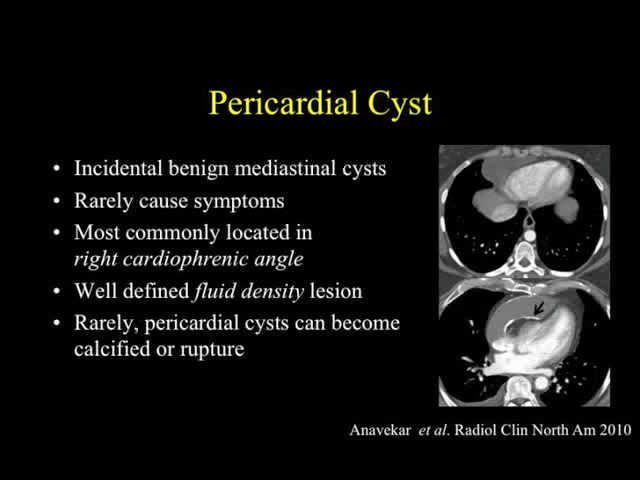 Pericardial Cyst
• Incidental benign mediastinal cysts
• Rarely cause symptoms
• Most commonly located in
right cardiophrenic angle
• Well defined fluid density lesion
• Rarely, pericardial cysts can become
calcified or rupture
Anavekar et al. Radiol Clin North Am 2010